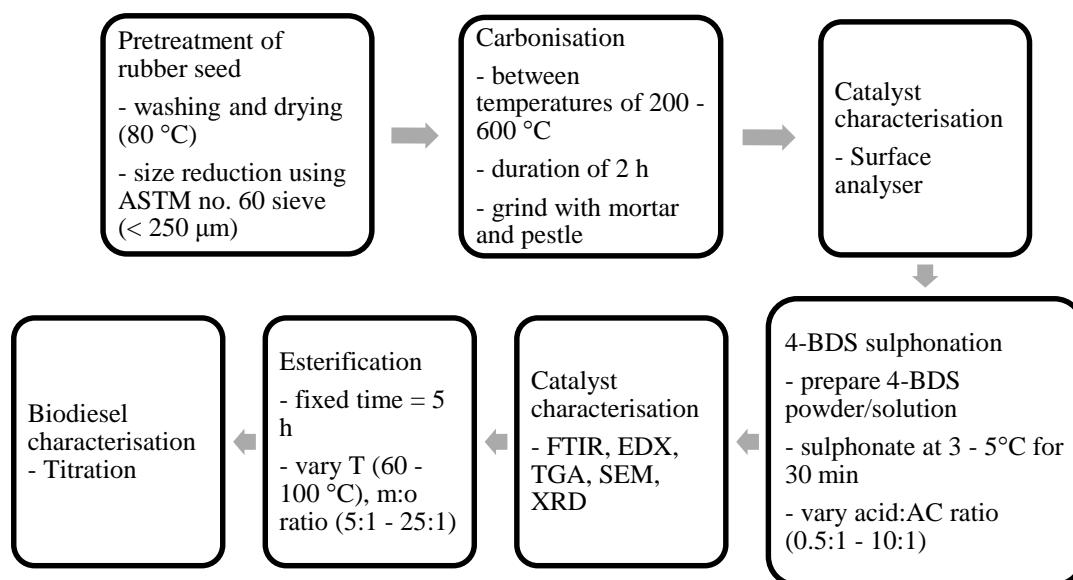 Pretreatment of
rubber seed
- washing and drying
(80 °C)
- size reduction using
ASTM no. 60 sieve
(< 250 μm)
Carbonisation
- between
temperatures of 200 -
600 °C
- duration of 2 h
- grind with mortar
and pestle
Catalyst
characterisation
- Surface
analyser
4-BDS sulphonation
- prepare 4-BDS
powder/solution
- sulphonate at 3 - 5°C for
30 min
- vary acid:AC ratio
(0.5:1 - 10:1)
Catalyst
characterisation
- FTIR, EDX,
TGA, SEM,
XRD
Esterification
- fixed time = 5
h
- vary T (60 -
100 °C), m:o
ratio (5:1 - 25:1)
Biodiesel
characterisation
- Titration